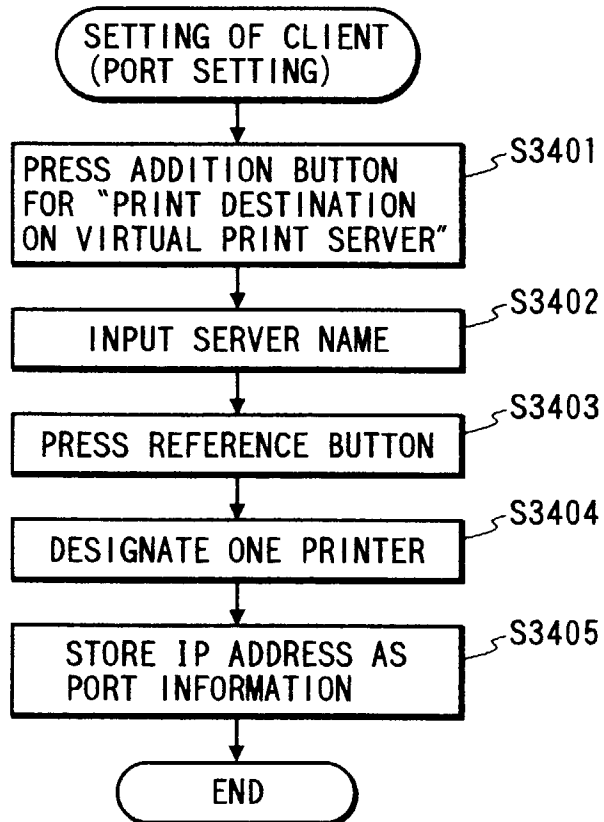 SETTING OF CLIENT
(PORT SETTING)
S3401
PRESS ADDITION BUTTON
FOR "PRINT DESTINATION
ON VIRTUAL PRINT SERVER"
S3402
INPUT SERVER NAME
S3403
PRESS REFERENCE BUTTON
S3404
DESIGNATE ONE PRINTER
S3405
STORE IP ADDRESS AS
PORT INFORMATION
END